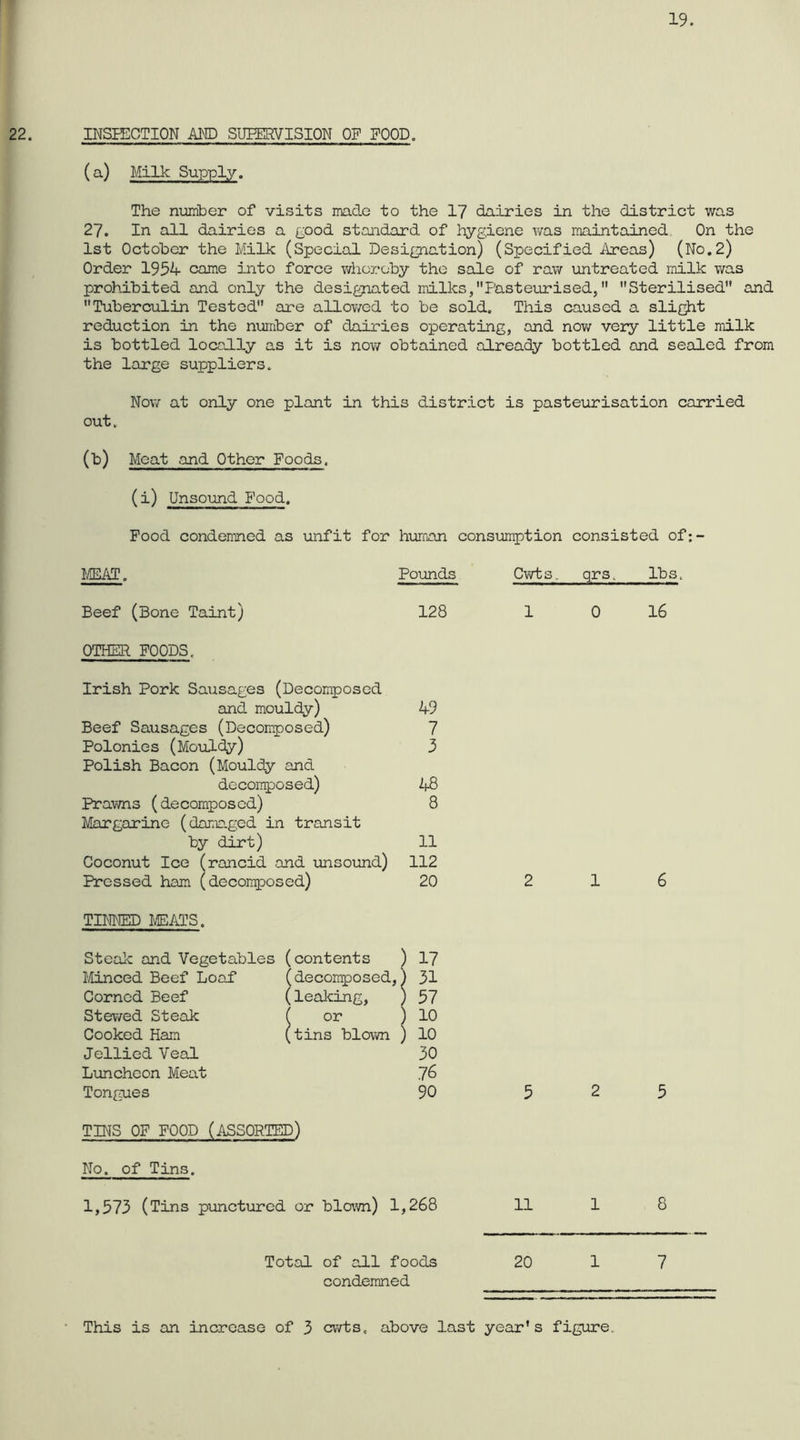 19.
22. INSPECTION AND SUPERVISION OF FOOD.
(a) Milk Supply.
The number of visits made to the 17 dairies in the district was
27. In all dairies a good standard of hygiene was maintained. On the
1st October the Milk (Special Designation) (Specified Areas) (No.2)
Order 1954 came into force whereby the sale of raw untreated milk was
prohibited and only the designated milks,"Pasteurised," "Sterilised" and
"Tuberculin Tested" are allowed to be sold. This caused a slight
reduction in the number of dairies operating, and now very little milk
is bottled locally as it is now obtained already bottled and sealed from
the large suppliers.
Now at only one plant in this district is pasteurisation carried
out.
(b) Meat and Other Foods.
(i) Unsound Food.
Food condemned as unfit for human consumption consisted of:-
MEAT. Pounds Cwts. qrs. lbs.
Beef (Bone Taint) 128 1 0 16
OTHER FOODS.
Irish Pork Sausages (Decomposed
and mouldy) 49
Beef Sausages (Decomposed) 7
Polonies (Mouldy) 3
Polish Bacon (Mouldy and
decomposed) 48
Prawns (decomposed) 8
Margarine (damaged in transit
by dirt) 11
Coconut Ice (rancid and unsound) 112
Pressed ham (decomposed) 20 2 1 6
TINNED MEATS.
Steak and Vegetables (contents ) 17
Minced Beef Loaf (decomposed,) 31
Corned Beef (leaking, ) 57
Stewed Steak ( or ) 10
Cooked Ham (tins blown ) 10
Jellied Veal 30
Luncheon Meat 76
Tongues 90 5 2 5
TINS OF FOOD (ASSORTED)
No. of Tins.
1,573 (Tins punctured or blown) 1,268 11 1 8
Total of all foods 20 1 7
condemned
This is an increase of 3 cwts. above last year's figure.